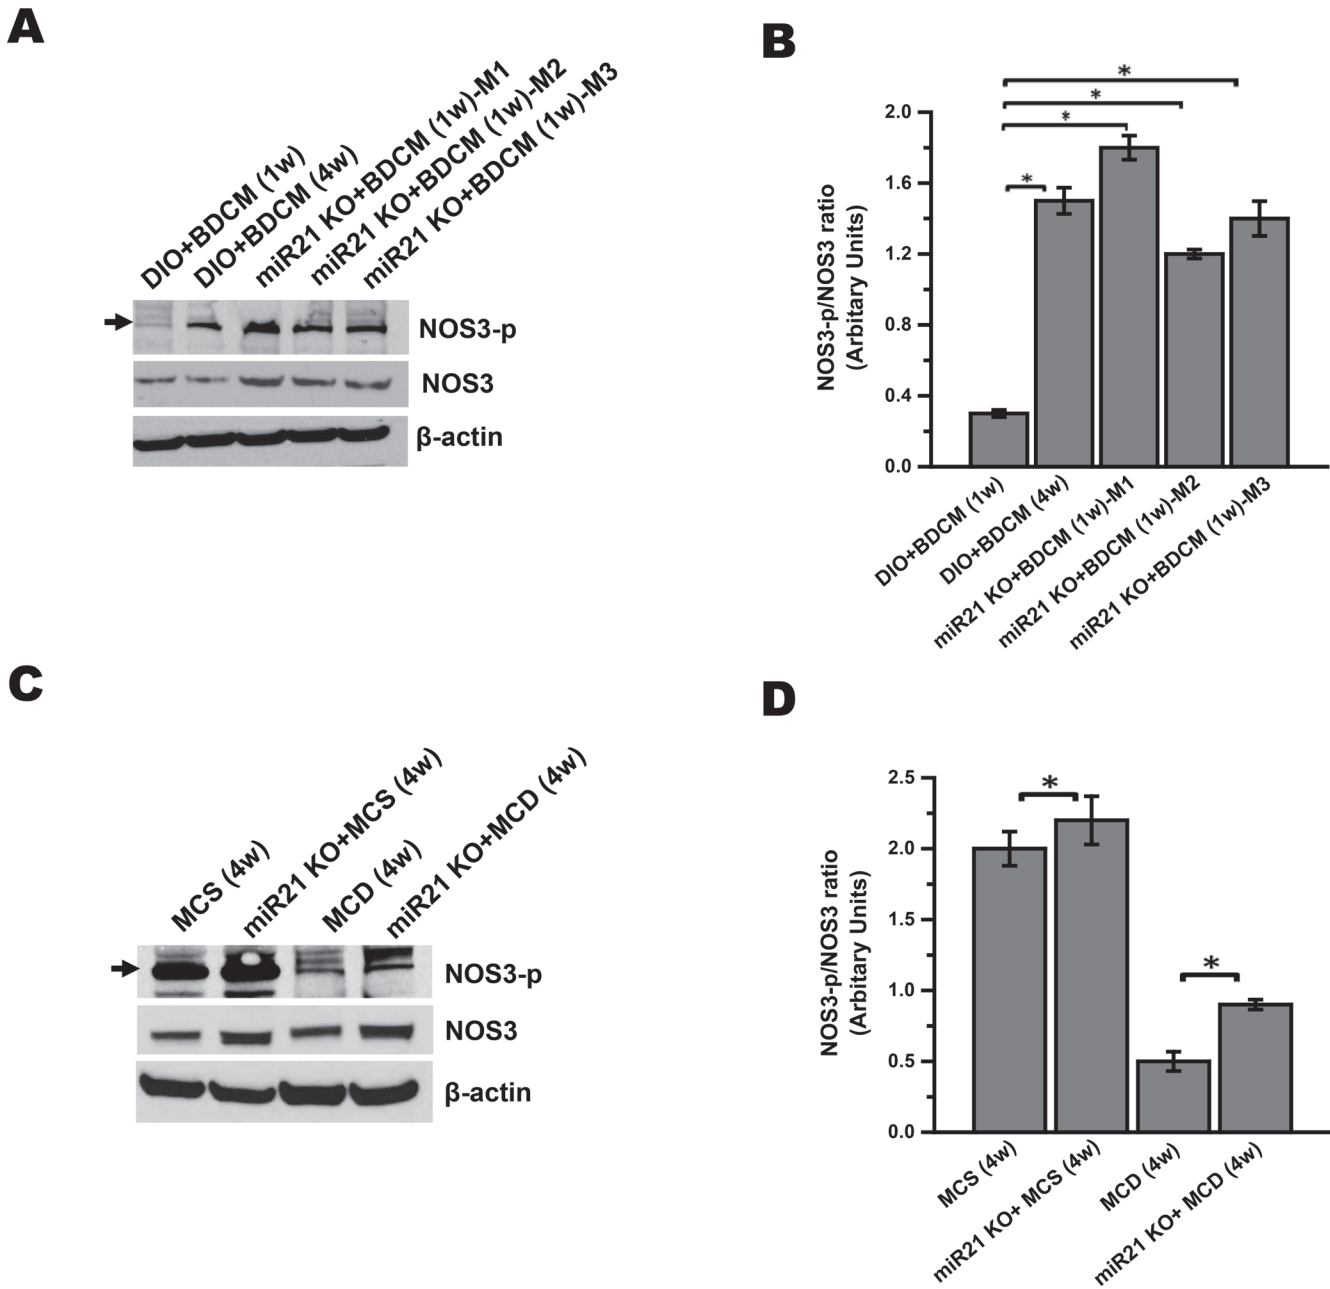 A
DIO+BDCM (1w)
DIO+BDCM (4w)
miR21 KO+BDCM (1w)-M1
miR21 KO+BDCM (1w)-M2
miR21 KO+BDCM (1w)-M3
NOS3-p
NOS3
β-actin
B
*
*
*
*
2.0
1.6
1.2
0.8
0.4
0.0
NOS3-p/NOS3 ratio
(Arbitary Units)
DIO+BDCM (1w)
DIO+BDCM (4w)
miR21 KO+BDCM (1w)-M1
miR21 KO+BDCM (1w)-M2
miR21 KO+BDCM (1w)-M3
C
MCS (4w)
miR21 KO+MCS (4w)
MCD (4w)
miR21 KO+MCD (4w)
NOS3-p
NOS3
β-actin
D
*
*
2.5
2.0
1.5
1.0
0.5
0.0
NOS3-p/NOS3 ratio
(Arbitary Units)
MCS (4w)
miR21 KO+ MCS (4w)
MCD (4w)
miR21 KO+ MCD (4w)